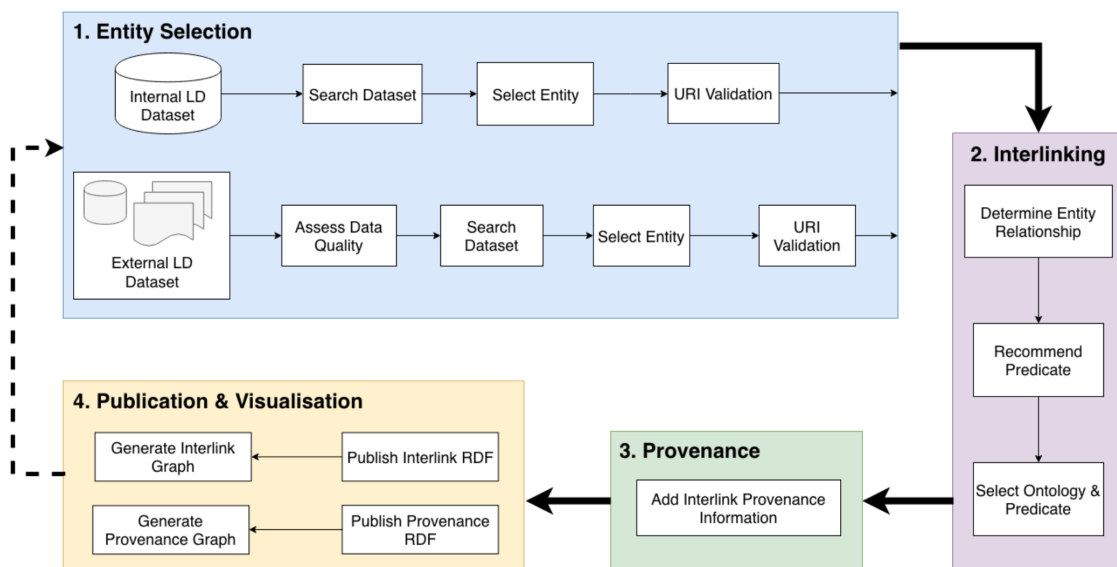 1. Entity Selection
Internal LD
Dataset
Search Dataset
Select Entity
URI Validation
External LD
Dataset
Assess Data
Quality
Search
Dataset
Select Entity
URI
Validation
2. Interlinking
Determine Entity
Relationship
Recommend
Predicate
Select Ontology &
Predicate
3. Provenance
Add Interlink Provenance
Information
4. Publication & Visualisation
Generate Interlink
Graph
Publish Interlink RDF
Generate
Provenance Graph
Publish Provenance
RDF